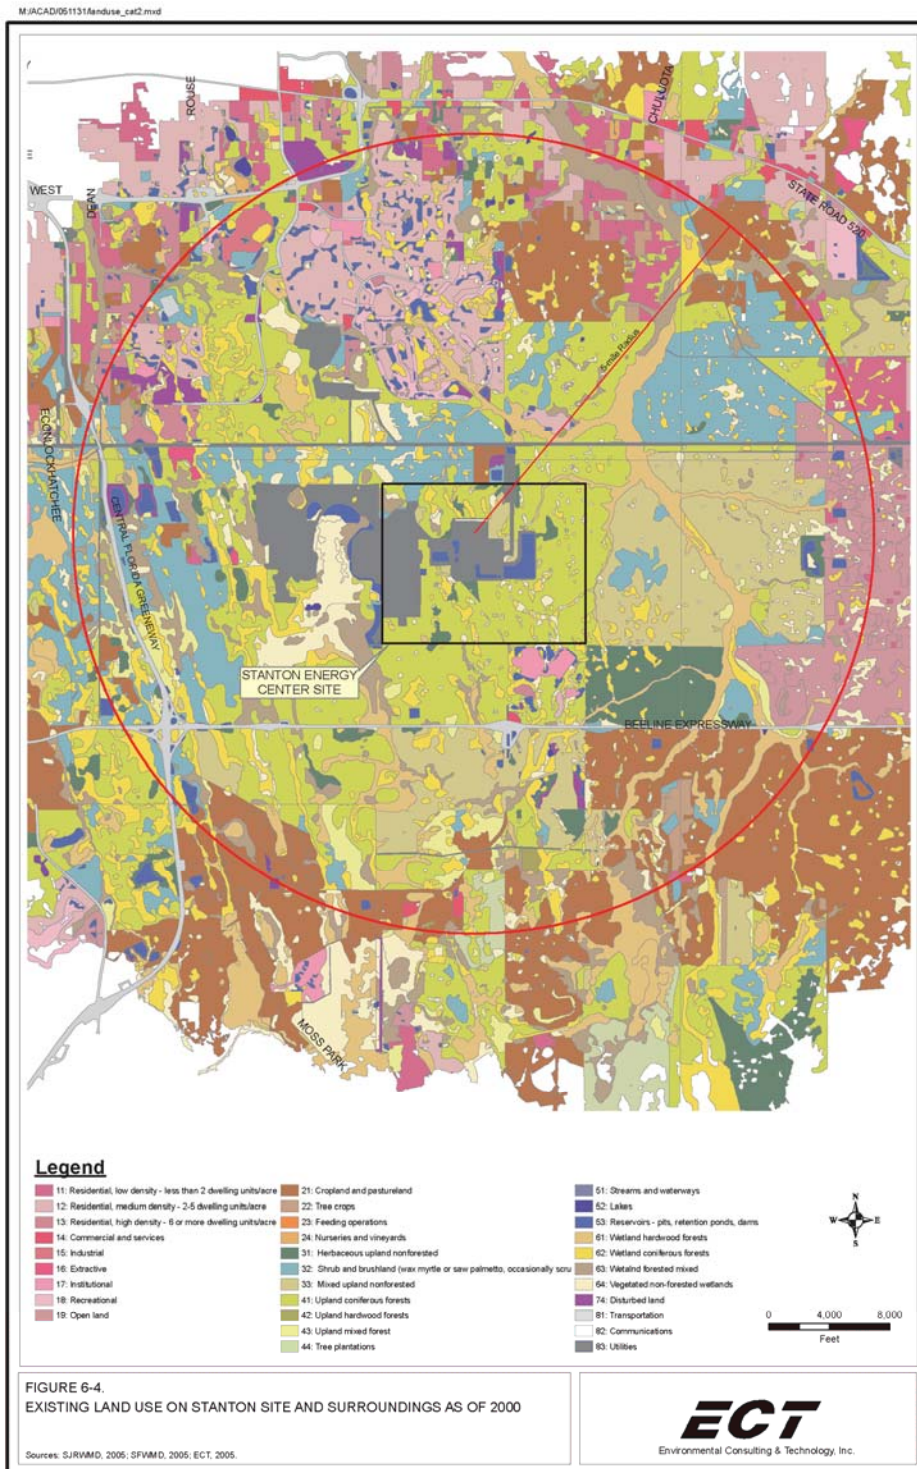 M:/ACAD/051131/landuse_cat2.mxd
ROUSE
CHULUOTA
WEST
DEAN
STATE ROAD 520
5-mile Radius
ECONLOCKHATCHEE
CENTRAL FLORIDA GREENEWAY
STANTON ENERGY
CENTER SITE
BEELINE EXPRESSWAY
MOSS PARK
Legend
11: Residential, low density - less than 2 dwelling units/acre
12: Residential, medium density - 2-5 dwelling units/acre
13: Residential, high density - 6 or more dwelling units/acre
14: Commercial and services
15: Industrial
16: Extractive
17: Institutional
18: Recreational
19: Open land
21: Cropland and pastureland
22: Tree crops
23: Feeding operations
24: Nurseries and vineyards
31: Herbaceous upland nonforested
32: Shrub and brushland (wax myrtle or saw palmetto, occasionally scru
33: Mixed upland nonforested
41: Upland coniferous forests
42: Upland hardwood forests
43: Upland mixed forest
44: Tree plantations
51: Streams and waterways
52: Lakes
53: Reservoirs - pits, retention ponds, dams
61: Wetland hardwood forests
62: Wetland coniferous forests
63: Wetalnd forested mixed
64: Vegetated non-forested wetlands
74: Disturbed land
81: Transportation
82: Communications
83: Utilities
N
W E
S
0 4,000 8,000
Feet
FIGURE 6-4.
EXISTING LAND USE ON STANTON SITE AND SURROUNDINGS AS OF 2000
Sources: SJRWMD, 2005; SFWMD, 2005; ECT, 2005.
ECT
Environmental Consulting & Technology, Inc.